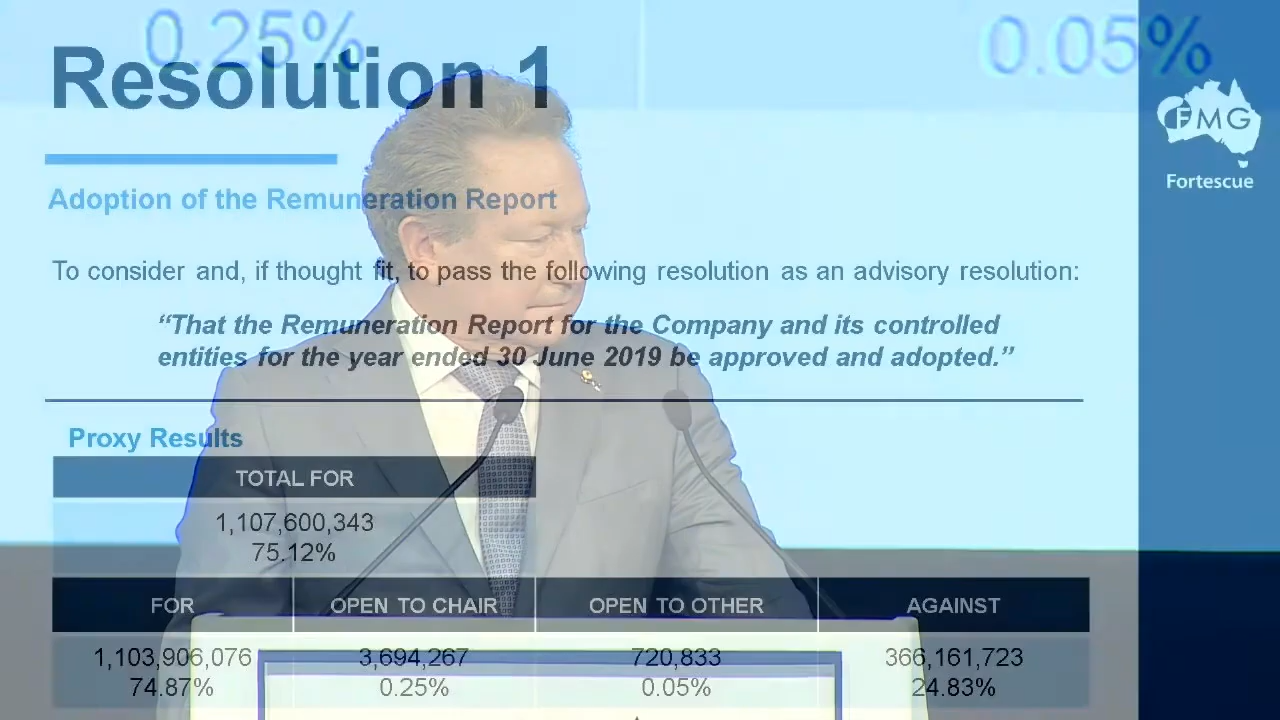 0.25%
0.05%
Resolution 1
FMG
Fortescue
Adoption of the Remuneration Report
To consider and, if thought fit, to pass the following resolution as an advisory resolution:
“That the Remuneration Report for the Company and its controlled
entities for the year ended 30 June 2019 be approved and adopted.”
Proxy Results
TOTAL FOR
1,107,600,343
75.12%
FOR OPEN TO CHAIR OPEN TO OTHER AGAINST
1,103,906,076 3,694,267 720,833 366,161,723
74.87% 0.25% 0.05% 24.83%